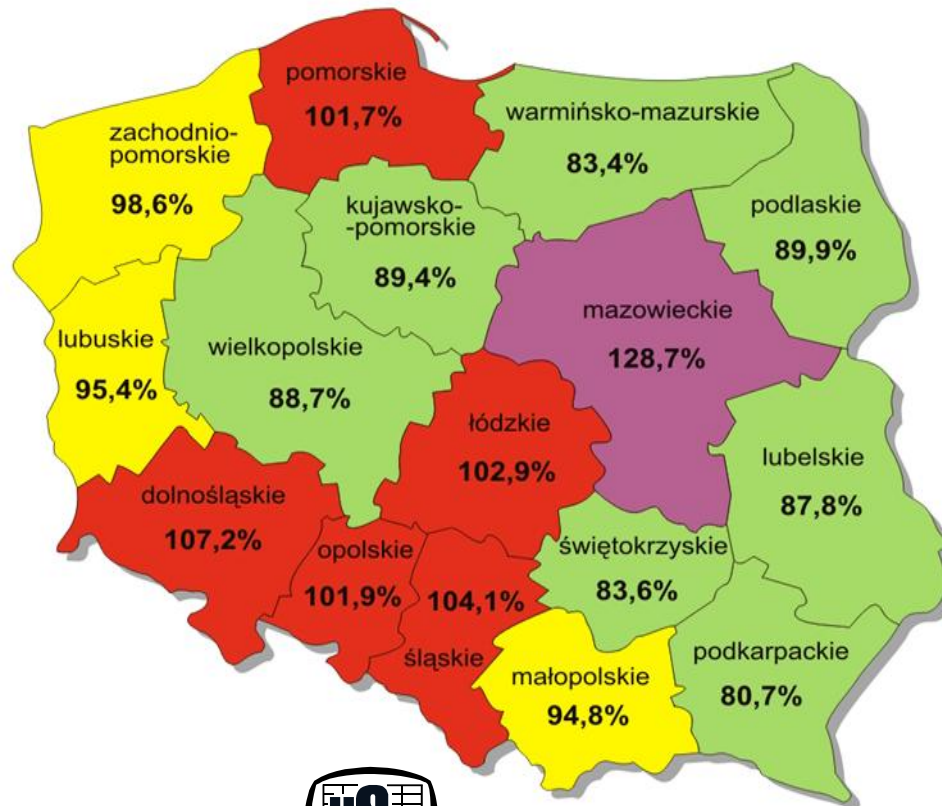 pomorskie
101,7%
warmińsko-mazurskie
83,4%
zachodnio-
pomorskie
98,6%
kujawsko-
-pomorskie
89,4%
podlaskie
89,9%
mazowieckie
128,7%
lubuskie
95,4%
wielkopolskie
88,7%
łódzkie
102,9%
lubelskie
87,8%
dolnośląskie
107,2%
opolskie
101,9%
104,1%
śląskie
świętokrzyskie
83,6%
małopolskie
94,8%
podkarpackie
80,7%